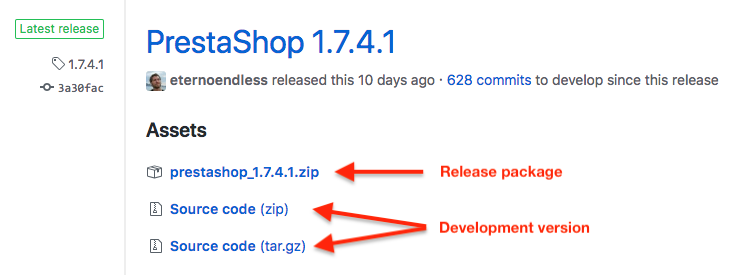 Latest release
PrestaShop 1.7.4.1
1.7.4.1
eternoendless released this 10 days ago · 628 commits to develop since this release
3a30fac
Assets
prestashop_1.7.4.1.zip
Release package
Source code (zip)
Development version
Source code (tar.gz)